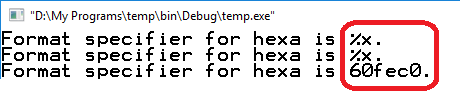 "D:\My Programs\temp\bin\Debug\temp.exe"
Format specifier for hexa is %x.
Format specifier for hexa is %x.
Format specifier for hexa is 60fec0.